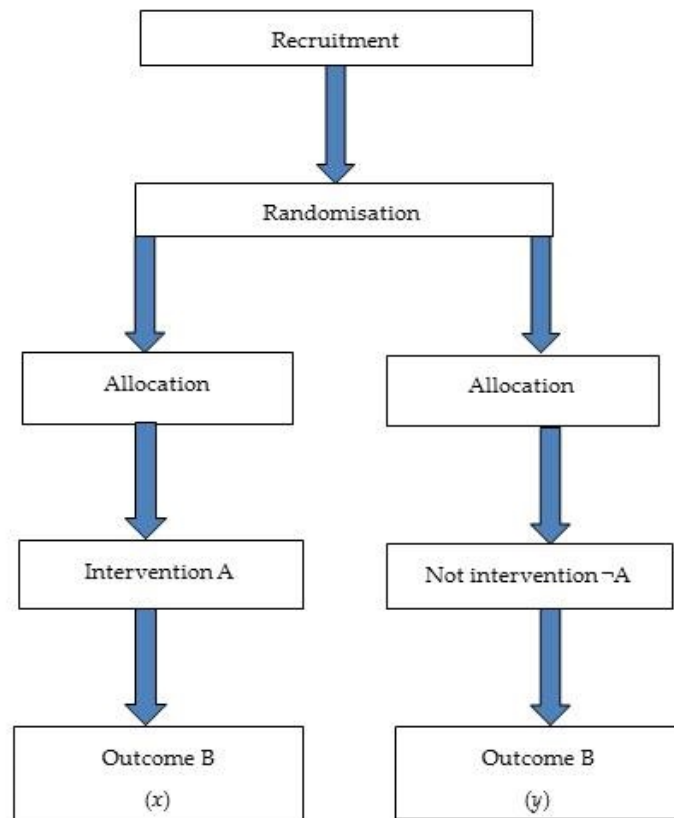 Recruitment
Randomisation
Allocation
Allocation
Intervention A
Not intervention ¬A
Outcome B
(x)
Outcome B
(y)